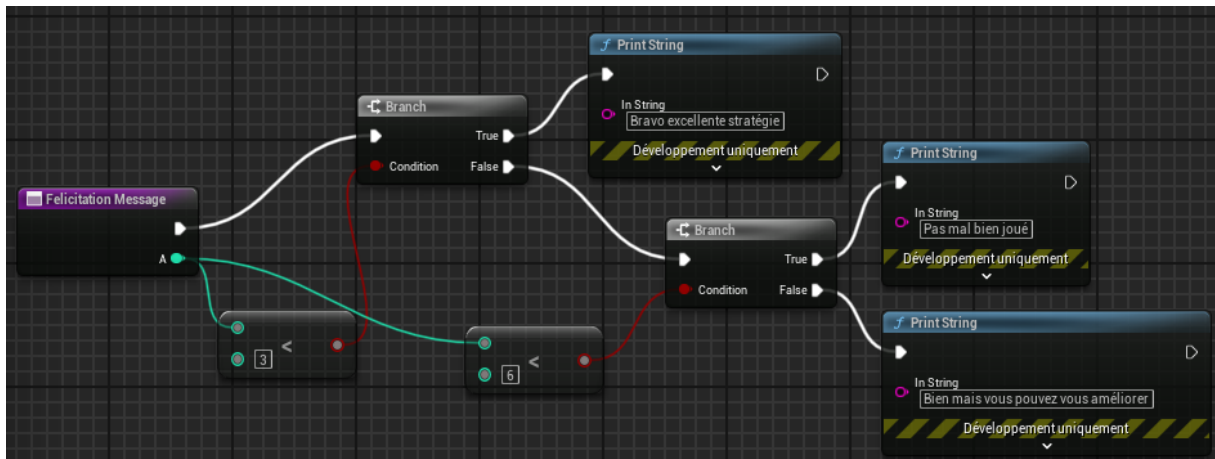 Print String
In String
Bravo excellente stratégie
Développement uniquement
Branch
True
Condition
False
Felicitation Message
A
3
<
6
<
Branch
True
Condition
False
Print String
In String
Pas mal bien joué
Développement uniquement
Print String
In String
Bien mais vous pouvez vous améliorer
Développement uniquement